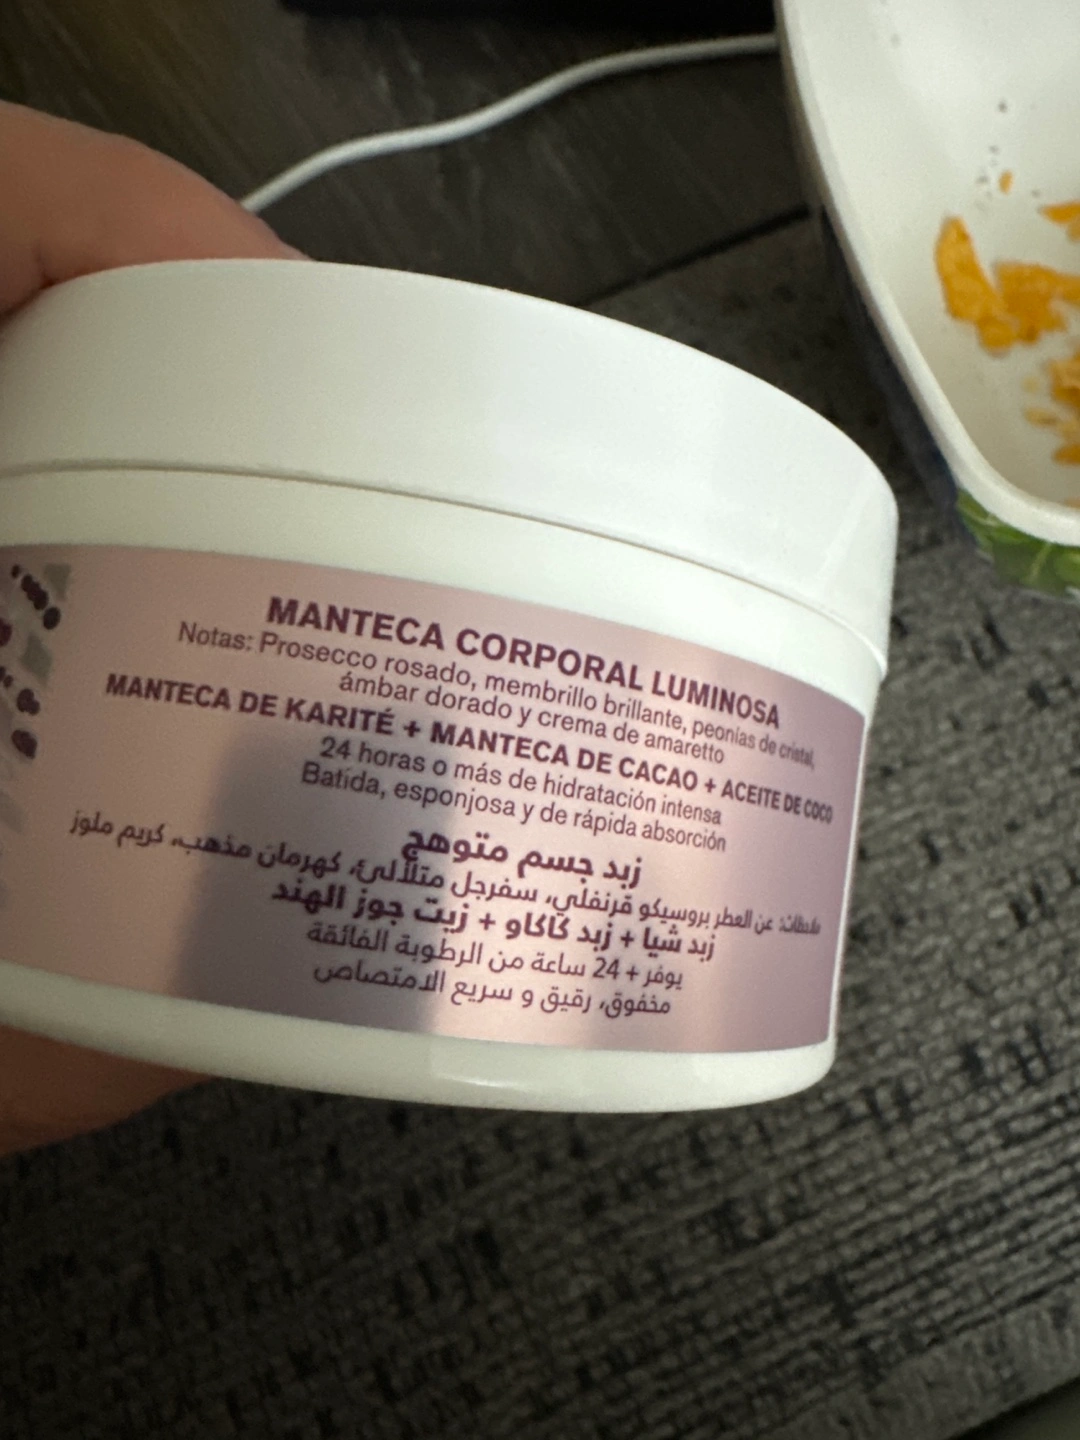 MANTECA CORPORAL LUMINOSA
Notas: Prosecco rosado, membrillo brillante, peonías de cristal,
ámbar dorado y crema de amaretto
MANTECA DE KARITÉ + MANTECA DE CACAO + ACEITE DE COCO
24 horas o más de hidratación intensa
Batida, esponjosa y de rápida absorción
زبد جسم متوهج
ملاحظات: عن العطر بروسيكو قرنفلي، سفرجل متلألئ، كهرمان مذهب، كريم ملوز
زبد شيا + زبد كاكاو + زيت جوز الهند
يوفر + 24 ساعة من الرطوبة الفائقة
مخفوق، رقيق و سريع الامتصاص